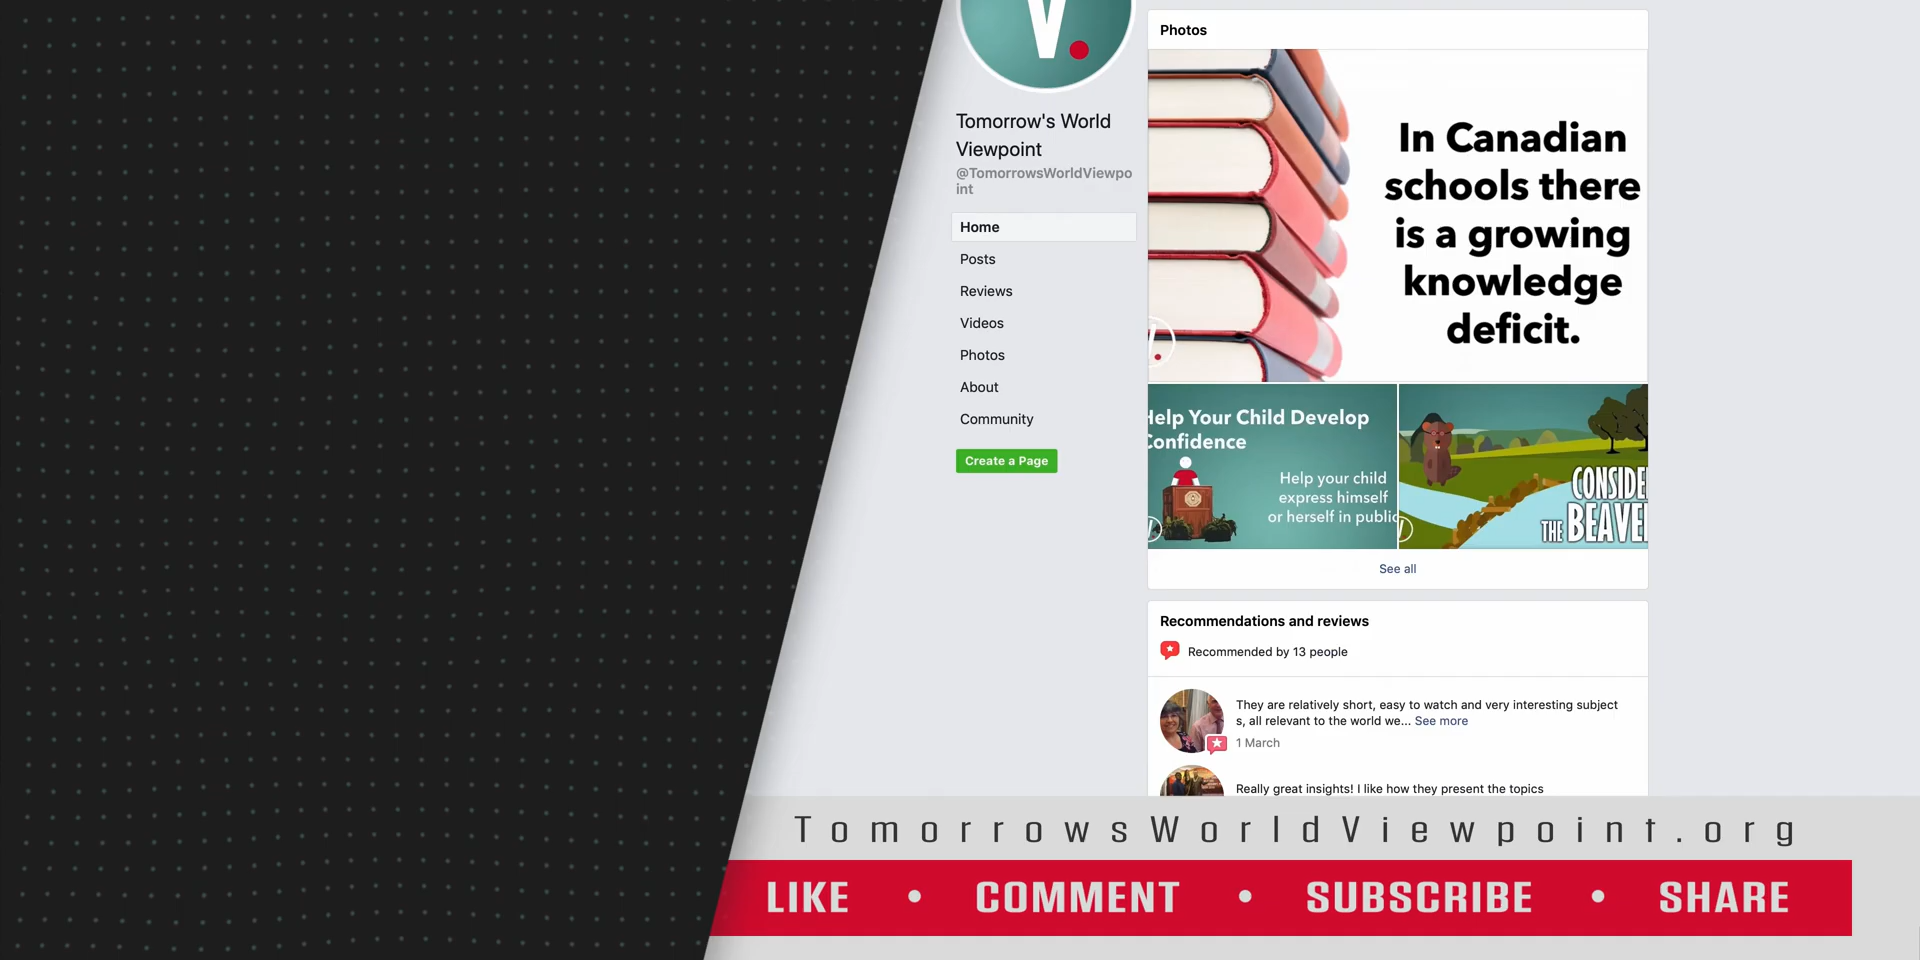 V.
Tomorrow's World
Viewpoint
@TomorrowsWorldViewpo
int
Home
Posts
Reviews
Videos
Photos
About
Community
Create a Page
Photos
In Canadian
schools there
is a growing
knowledge
deficit.
Help Your Child Develop
Confidence
Help your child
express himself
or herself in public
CONSIDE
THE BEAVE
See all
Recommendations and reviews
Recommended by 13 people
They are relatively short, easy to watch and very interesting subject
s, all relevant to the world we... See more
1 March
Really great insights! I like how they present the topics
TomorrowsWorldViewpoint.org
LIKE • COMMENT • SUBSCRIBE • SHARE